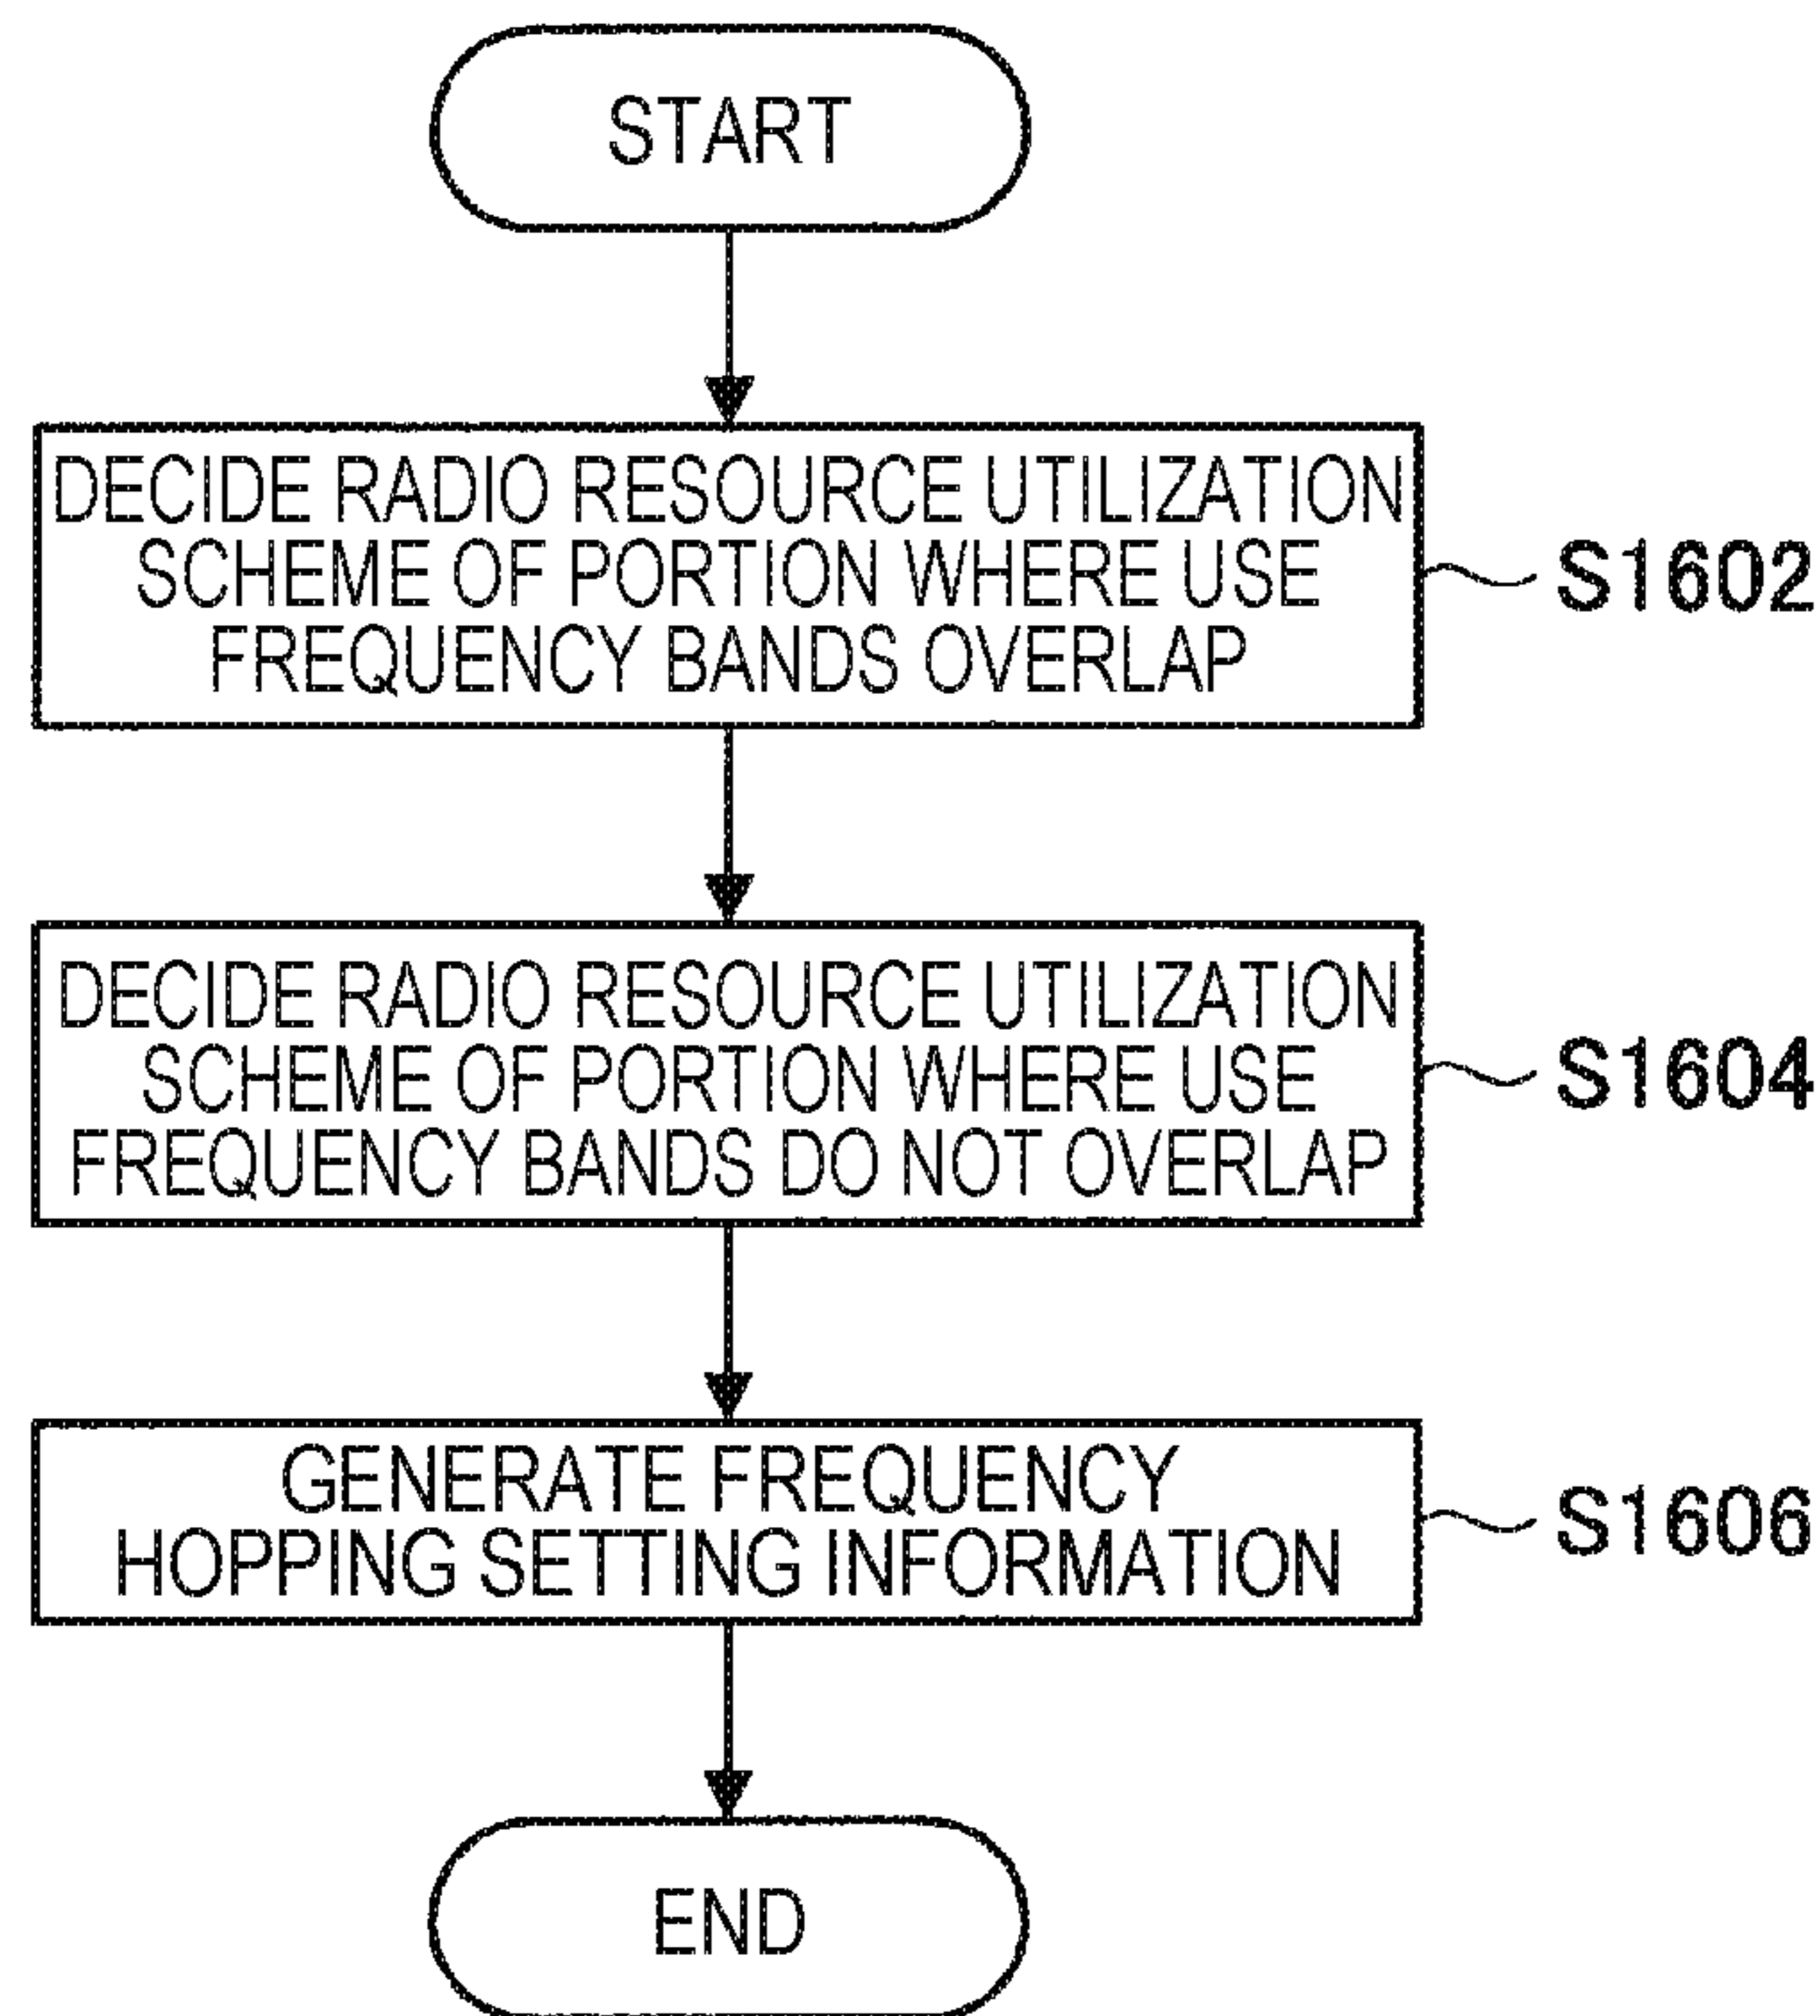 START
DECIDE RADIO RESOURCE UTILIZATION
SCHEME OF PORTION WHERE USE
FREQUENCY BANDS OVERLAP
S1602
DECIDE RADIO RESOURCE UTILIZATION
SCHEME OF PORTION WHERE USE
FREQUENCY BANDS DO NOT OVERLAP
S1604
GENERATE FREQUENCY
HOPPING SETTING INFORMATION
S1606
END